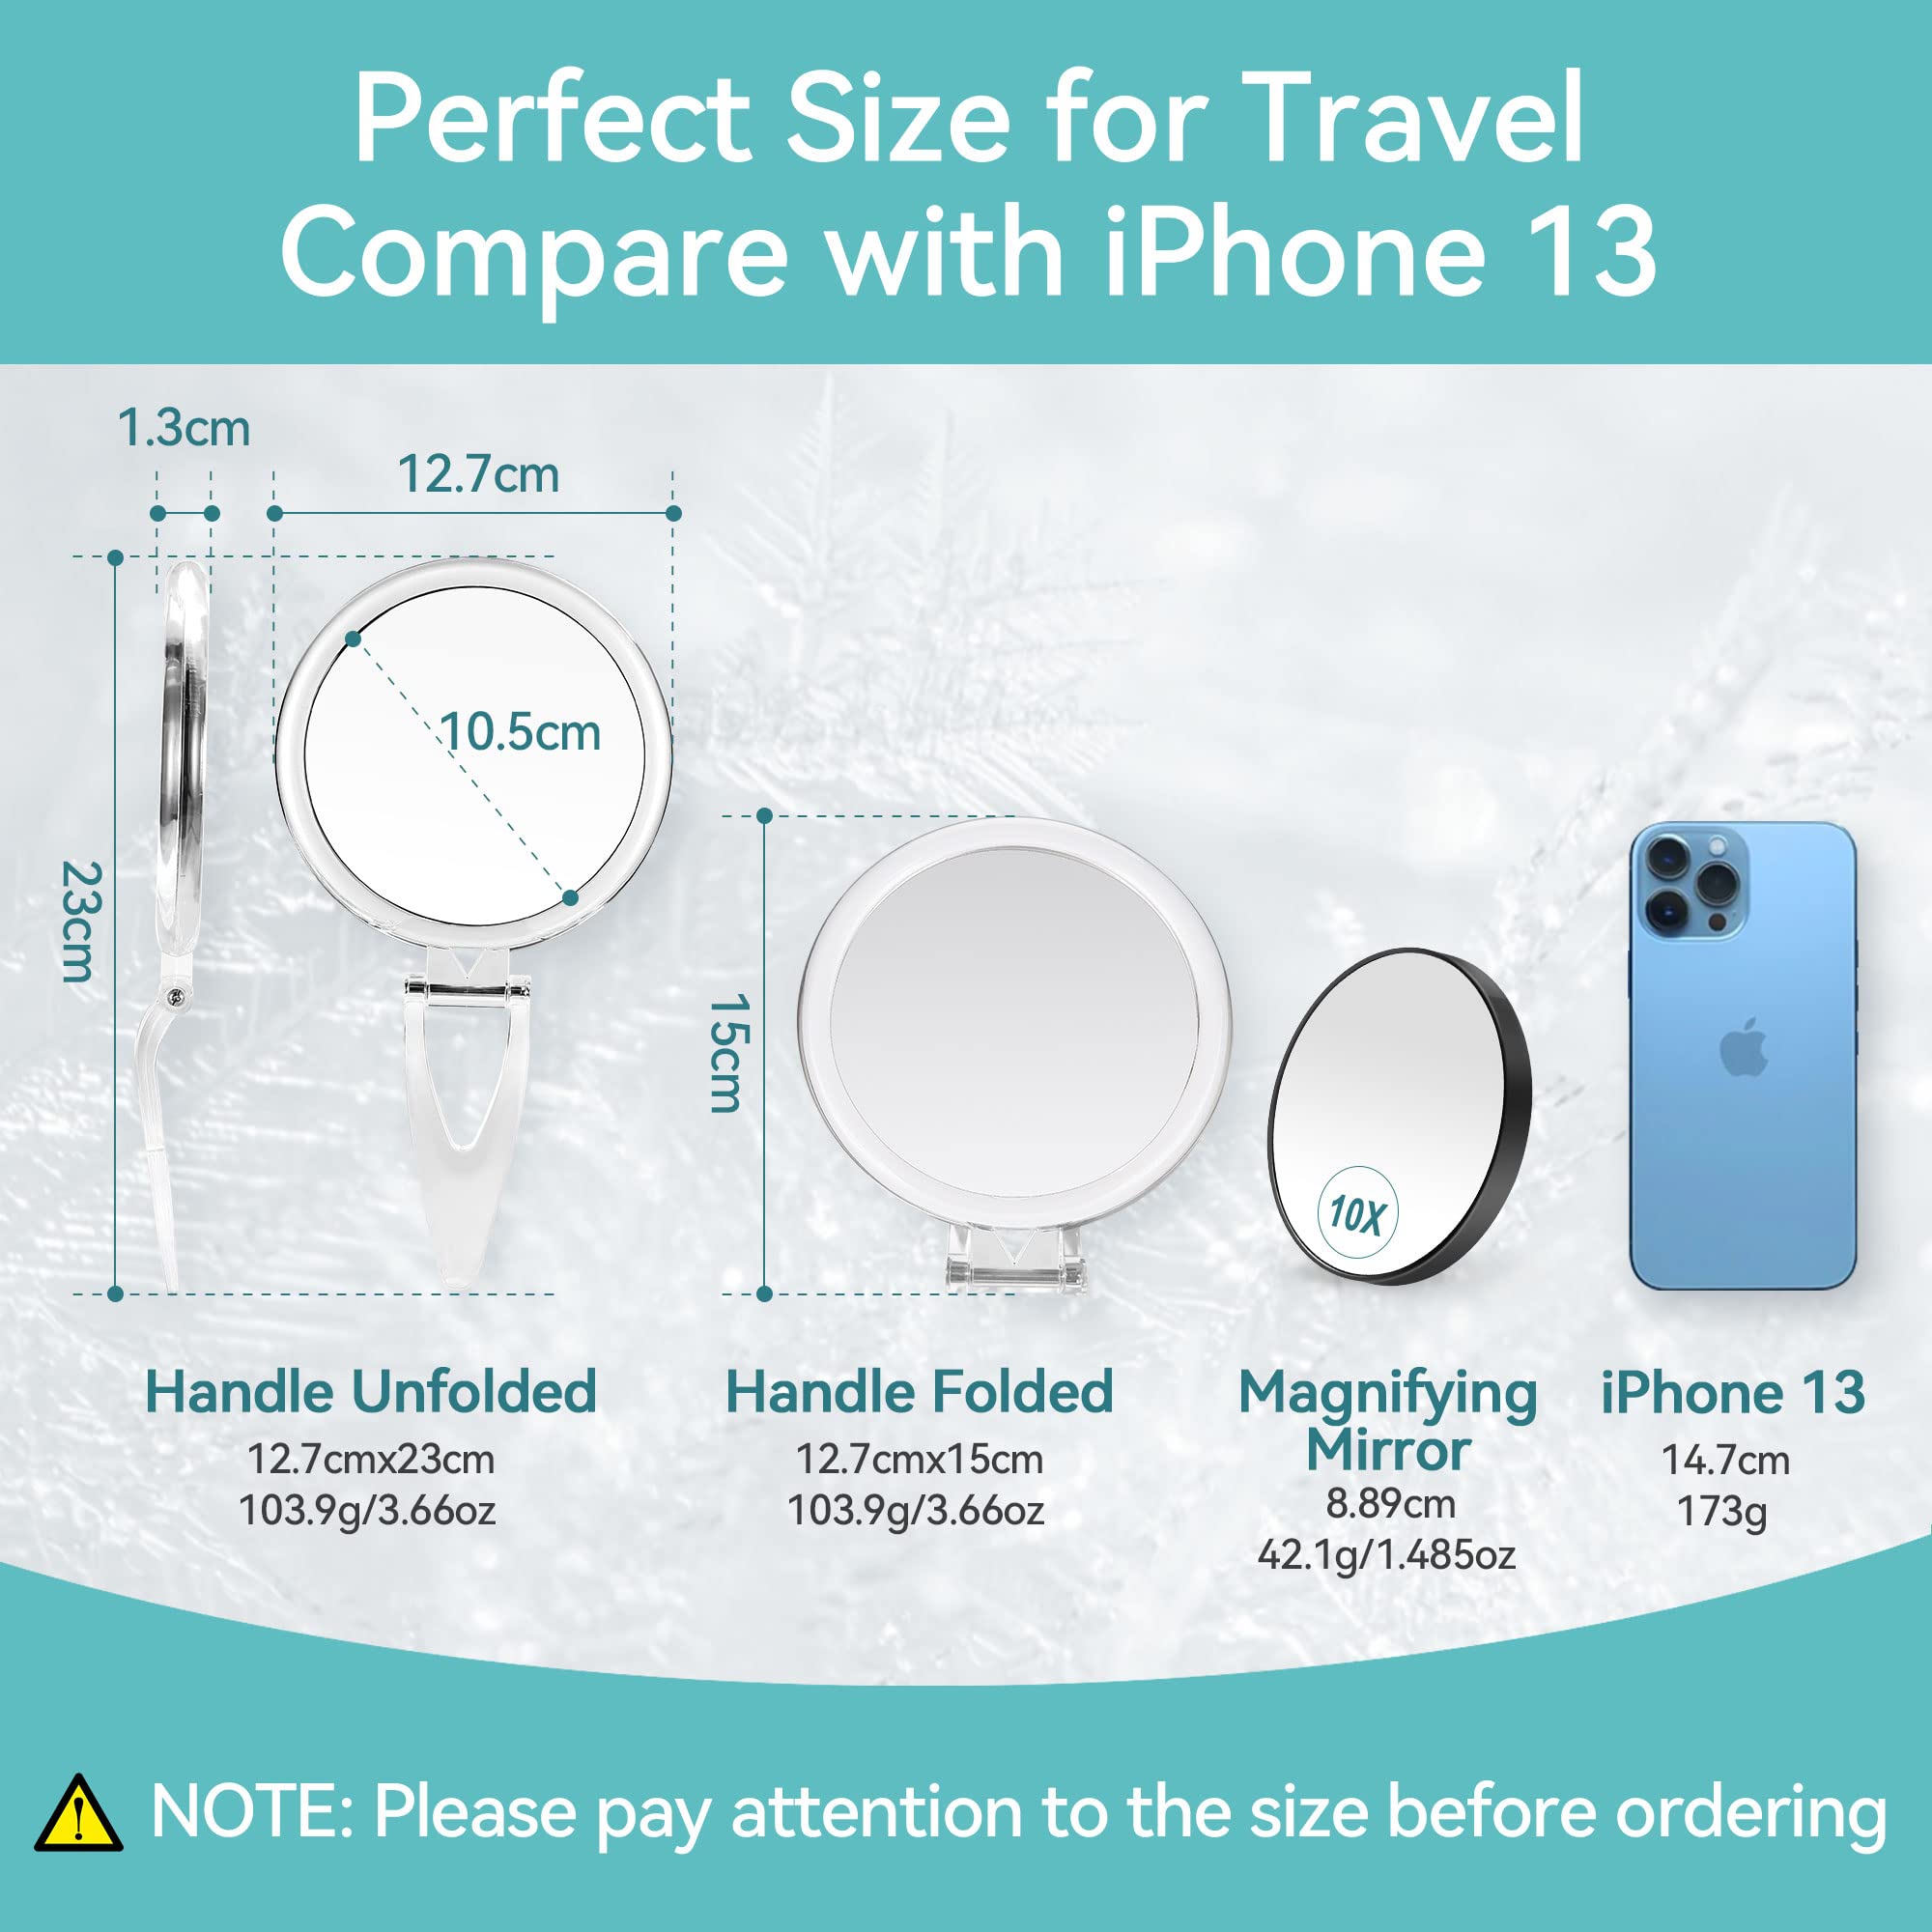 Perfect Size for Travel
Compare with iPhone 13
1.3cm
12.7cm
10.5cm
23cm
15cm
10X
Handle Unfolded
12.7cmx23cm
103.9g/3.66oz
Handle Folded
12.7cmx15cm
103.9g/3.66oz
Magnifying
Mirror
8.89cm
42.1g/1.485oz
iPhone 13
14.7cm
173g
NOTE: Please pay attention to the size before ordering